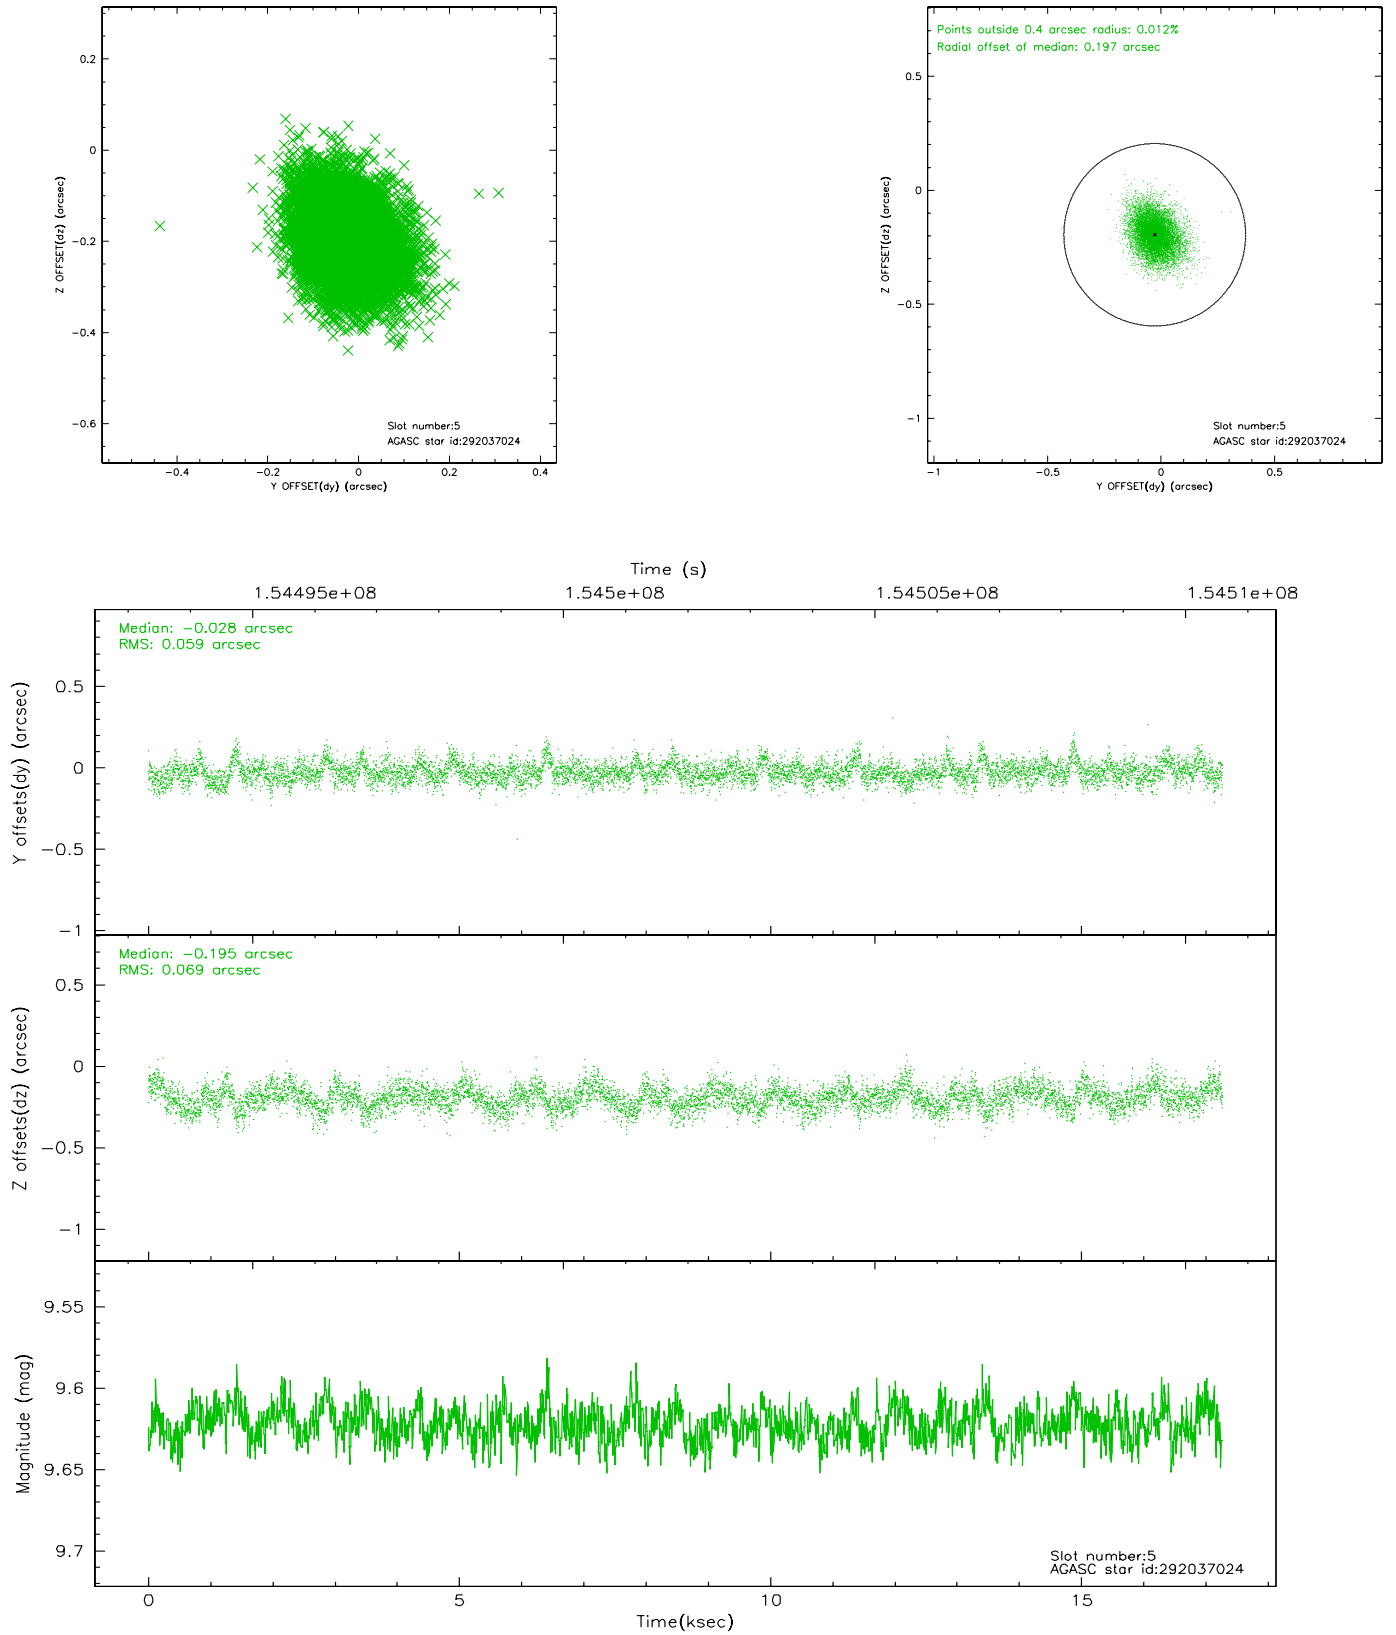 0.2
0
−0.2
−0.4
−0.6
Z OFFSET(dz) (arcsec)
Slot number:5
AGASC star id:292037024
−0.4 −0.2 0 0.2 0.4
Y OFFSET(dy) (arcsec)
Points outside 0.4 arcsec radius: 0.012%
Radial offset of median: 0.197 arcsec
0.5
0
−0.5
−1
Z OFFSET(dz) (arcsec)
Slot number:5
AGASC star id:292037024
−1 −0.5 0 0.5
Y OFFSET(dy) (arcsec)
Time (s)
1.54495e+08 1.545e+08 1.54505e+08 1.5451e+08
Median: −0.028 arcsec
RMS: 0.059 arcsec
0.5
0
−0.5
−1
Y offsets(dy) (arcsec)
Median: −0.195 arcsec
RMS: 0.069 arcsec
0.5
0
−0.5
−1
Z offsets(dz) (arcsec)
9.55
9.6
9.65
9.7
Magnitude (mag)
Slot number:5
AGASC star id:292037024
0 5 10 15
Time(ksec)